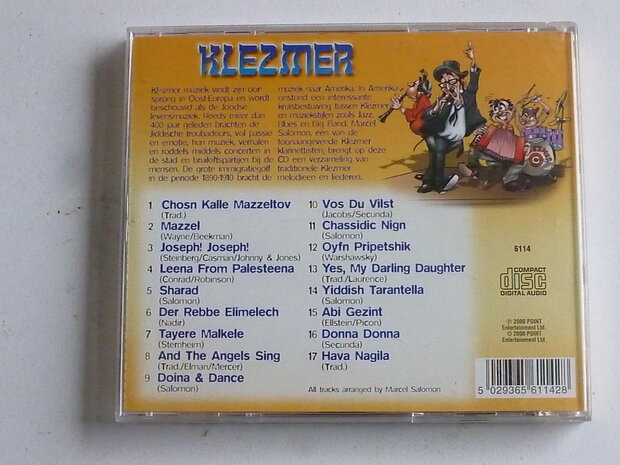 KLEZMER
Klezmer muziek vindt zijn oor-
sprong in Oost-Europa en wordt
beschouwd als de Joodse
levensmuziek. Reeds meer dan
400 jaar geleden brachten de
Jiddische troubadours, vol passie
en emotie, hun muziek, verhalen
en roddels middels concerten in
de stad en bruiloftspartijen bij de
mensen. De grote immigratiegolf
in de periode 1890-1910 bracht de
muziek naar Amerika. In Amerika
onstond een interessante
kruisbestuiving tussen Klezmer
en muziekstijlen zoals Jazz,
Blues en Big Band. Marcel
Salomon, een van de
toonaangevende Klezmer
klarinettisten, brengt op deze
CD een verzameling van
traditionele Klezmer
melodieen en liederen.
1 Chosn Kalle Mazzeltov
(Trad.)
2 Mazzel
(Wayne/Beekman)
3 Joseph! Joseph!
(Steinberg/Casman/Johnny & Jones)
4 Leena From Palesteena
(Conrad/Robinson)
5 Sharad
(Salomon)
6 Der Rebbe Elimelech
(Nadir)
7 Tayere Malkele
(Sternheim)
8 And The Angels Sing
(Trad./Elman/Mercer)
9 Doina & Dance
(Salomon)
10 Vos Du Vilst
(Jacobs/Secunda)
11 Chassidic Nign
(Salomon)
12 Oyfn Pripetshik
(Warshawsky)
13 Yes, My Darling Daughter
(Trad./Laurence)
14 Yiddish Tarantella
(Salomon)
15 Abi Gezint
(Ellstein/Picon)
16 Donna Donna
(Secunda)
17 Hava Nagila
(Trad.)
All tracks arranged by Marcel Salomon
6114
COMPACT
disc
DIGITAL AUDIO
℗ 2000 POINT
Entertainment Ltd.
© 2000 POINT
Entertainment Ltd.
5 029365 611428